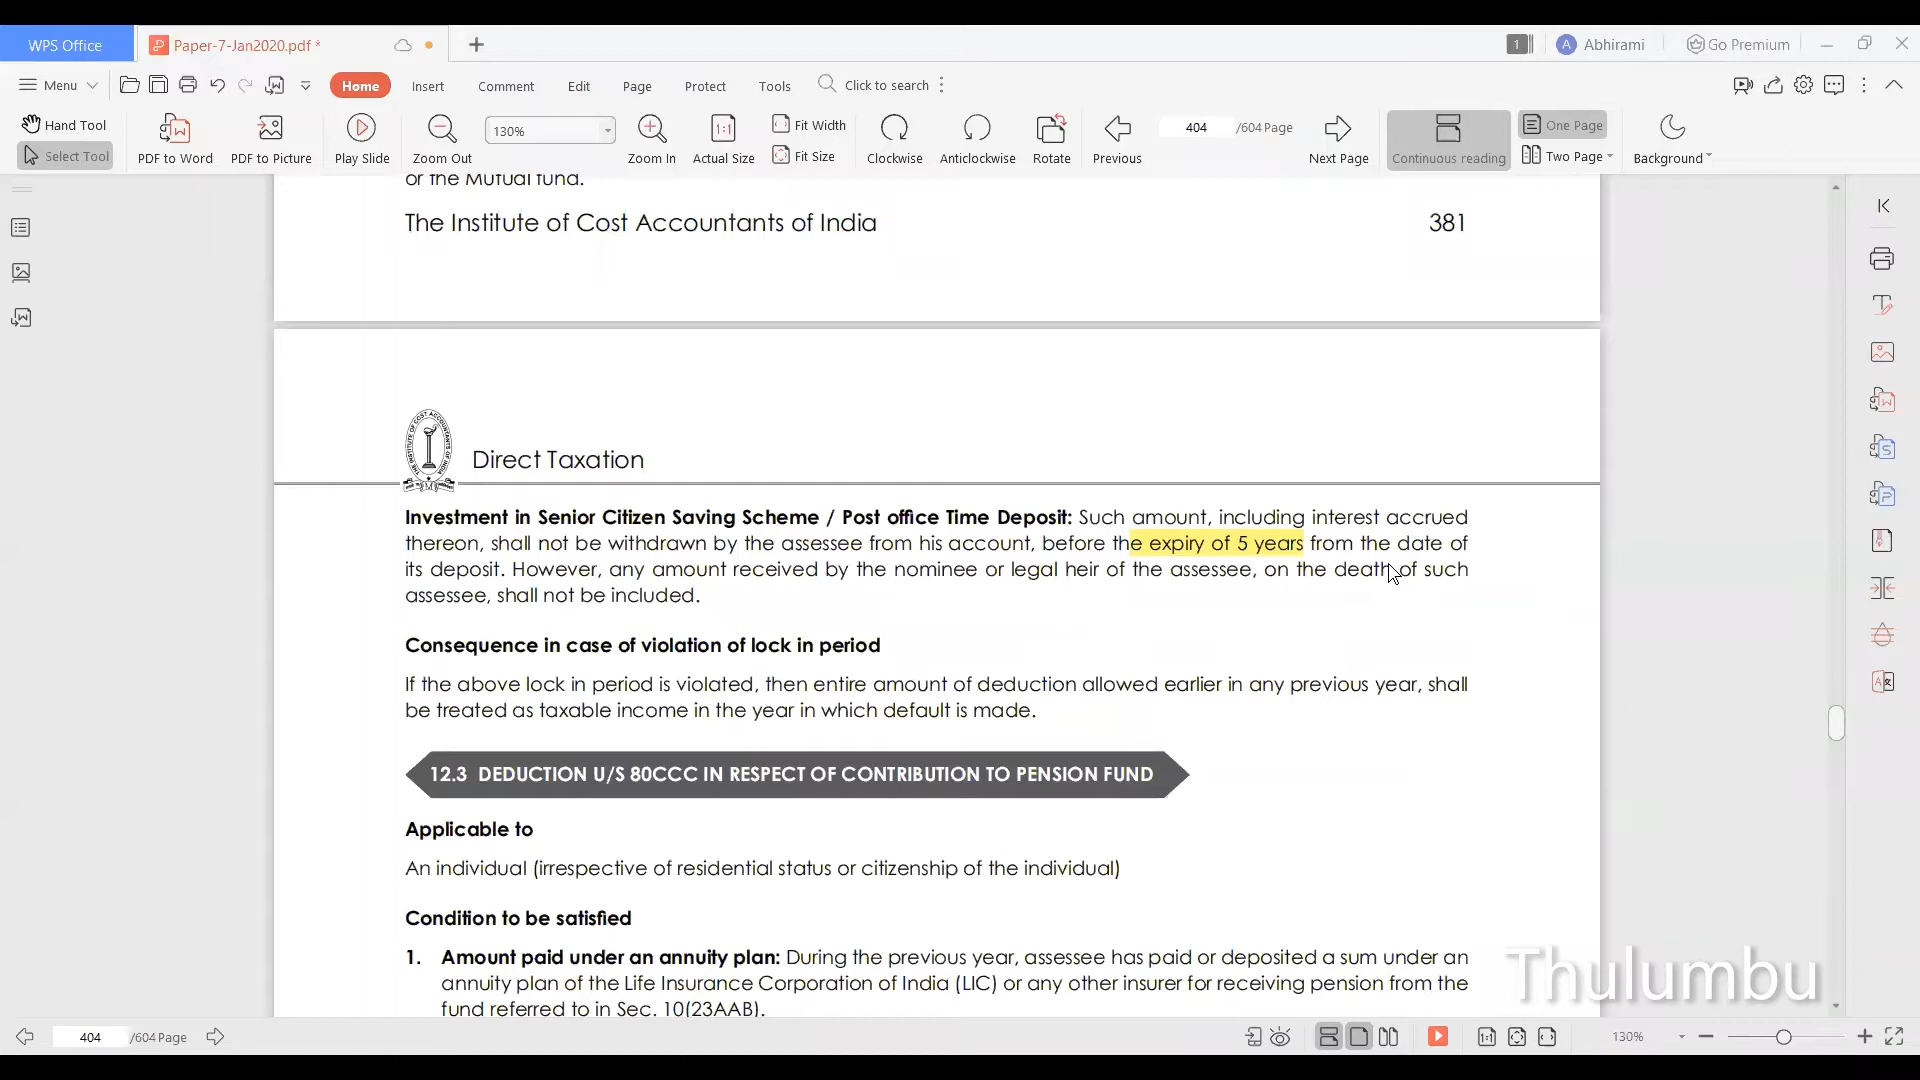 WPS Office
Paper-7-Jan2020.pdf *
1
A Abhirami
Go Premium
Menu
Home
Insert
Comment
Edit
Page
Protect
Tools
Click to search
Hand Tool
Select Tool
PDF to Word
PDF to Picture
Play Slide
Zoom Out
130%
Zoom In
1:1
Actual Size
Fit Width
Fit Size
Clockwise
Anticlockwise
Rotate
Previous
404 /604 Page
Next Page
Continuous reading
One Page
Two Page
Background
or the Mutual fund.
The Institute of Cost Accountants of India 381
Direct Taxation
Investment in Senior Citizen Saving Scheme / Post office Time Deposit: Such amount, including interest accrued
thereon, shall not be withdrawn by the assessee from his account, before the expiry of 5 years from the date of
its deposit. However, any amount received by the nominee or legal heir of the assessee, on the death of such
assessee, shall not be included.
Consequence in case of violation of lock in period
If the above lock in period is violated, then entire amount of deduction allowed earlier in any previous year, shall
be treated as taxable income in the year in which default is made.
12.3 DEDUCTION U/S 80CCC IN RESPECT OF CONTRIBUTION TO PENSION FUND
Applicable to
An individual (irrespective of residential status or citizenship of the individual)
Condition to be satisfied
1. Amount paid under an annuity plan: During the previous year, assessee has paid or deposited a sum under an
annuity plan of the Life Insurance Corporation of India (LIC) or any other insurer for receiving pension from the
fund referred to in Sec. 10(23AAB).
Thulumbu
404 /604 Page
130%